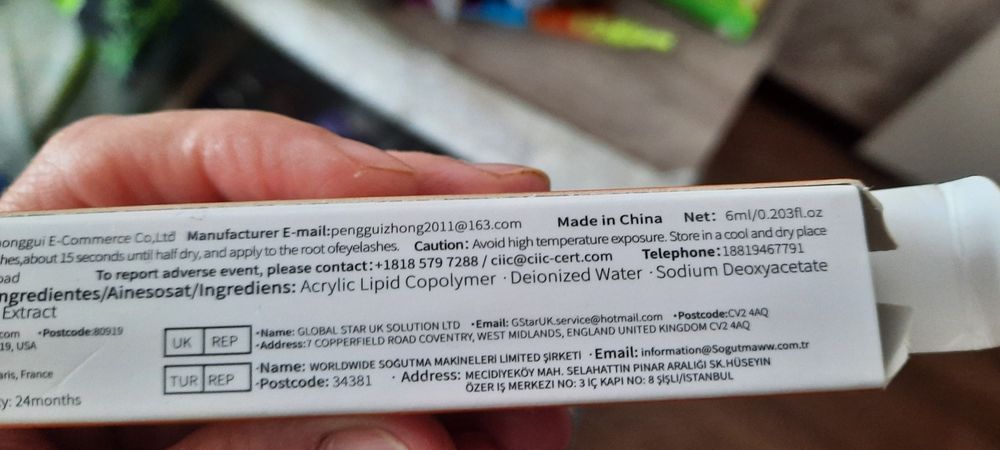 onggui E-Commerce Co,Ltd Manufacturer E-mail:pengguizhong2011@163.com Made in China Net: 6ml/0.203fl.oz
hes,about 15 seconds until half dry, and apply to the root ofeyelashes. Caution: Avoid high temperature exposure. Store in a cool and dry place
oad To report adverse event, please contact:+1818 579 7288 / ciic@ciic-cert.com Telephone:18819467791
ngredientes/Ainesosat/Ingrediens: Acrylic Lipid Copolymer · Deionized Water · Sodium Deoxyacetate
Extract
com •Postcode:80919
19, USA
aris, France
y: 24months
UK REP
•Name: GLOBAL STAR UK SOLUTION LTD •Email: GStarUK.service@hotmail.com •Postcode:CV2 4AQ
•Address:7 COPPERFIELD ROAD COVENTRY, WEST MIDLANDS, ENGLAND UNITED KINGDOM CV2 4AQ
TUR REP
•Name: WORLDWIDE SOGUTMA MAKINELERI LIMITED ŞIRKETI •Email: information@Sogutmaww.com.tr
•Postcode: 34381 • Address: MECIDIYEKÖY MAH. SELAHATTIN PINAR ARALIĞI SK.HÜSEYIN
ÖZER IŞ MERKEZI NO: 3 IÇ KAPI NO: 8 ŞIŞLI/ISTANBUL